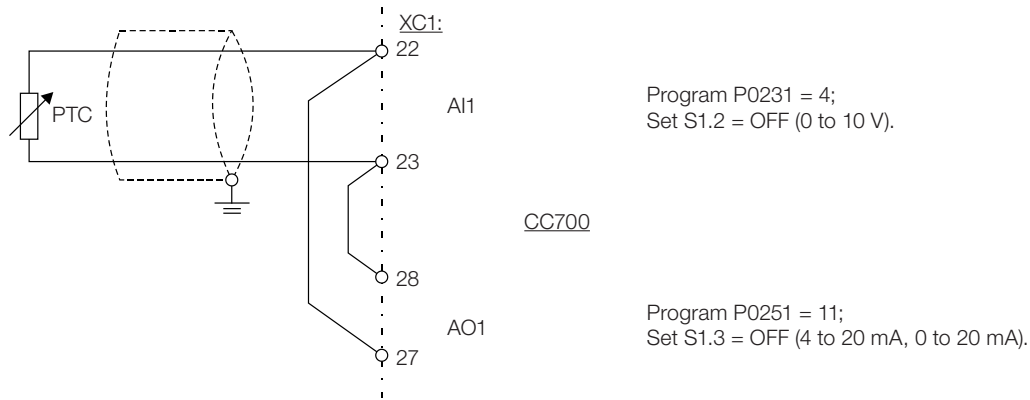 XC1:
22
PTC
AI1
Program P0231 = 4;
Set S1.2 = OFF (0 to 10 V).
23
CC700
28
AO1
Program P0251 = 11;
Set S1.3 = OFF (4 to 20 mA, 0 to 20 mA).
27